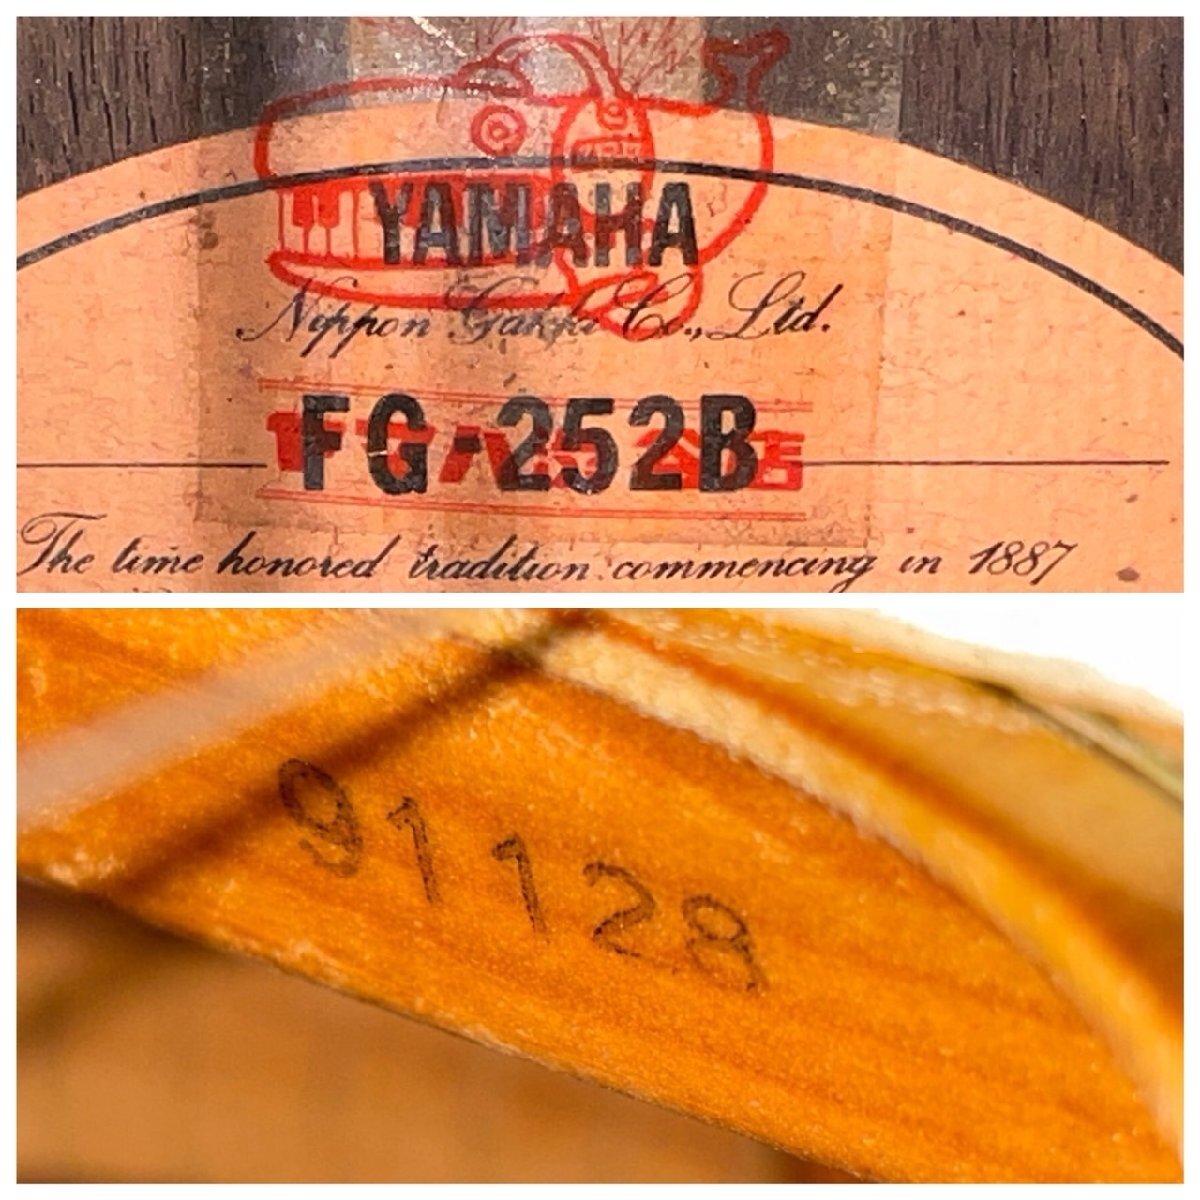 YAMAHA
Nippon Gakki Co., Ltd.
FG-252B
The time honored tradition commencing in 1887
91128